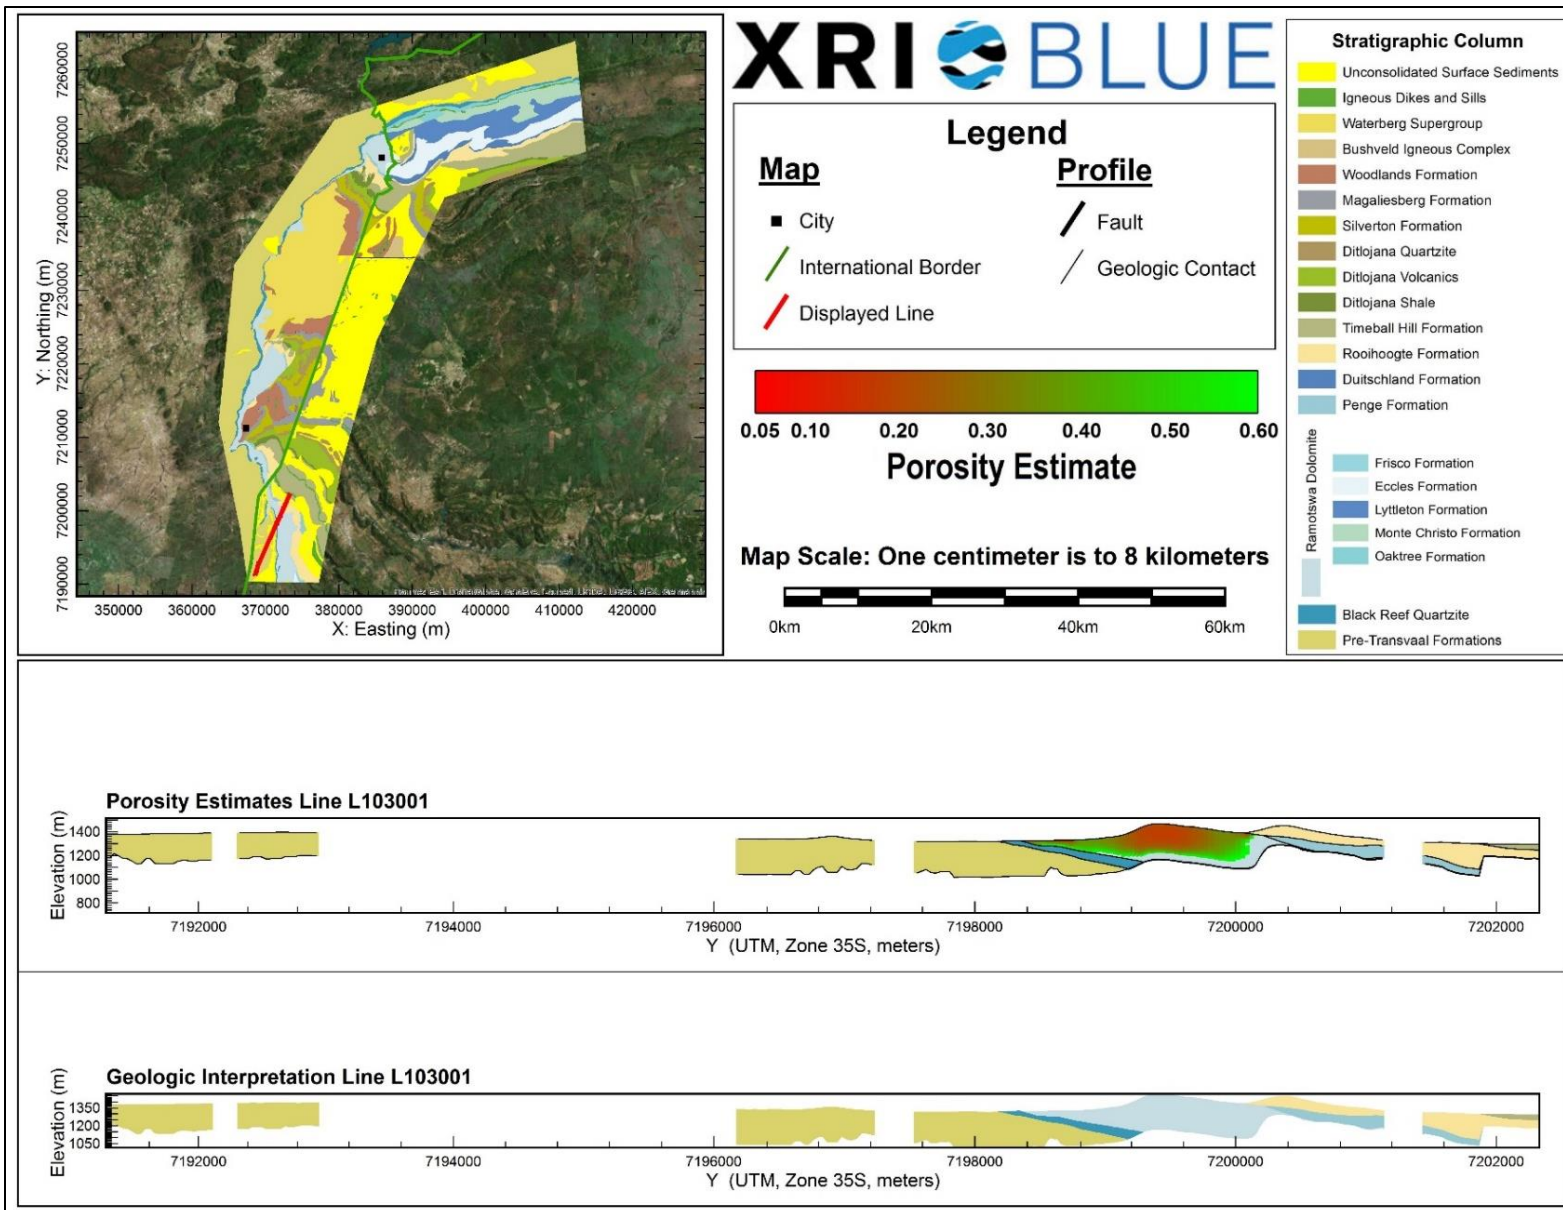 XRI BLUE
7260000
7250000
7240000
7230000
7220000
7210000
7200000
7190000
Y: Northing (m)
350000 360000 370000 380000 390000 400000 410000 420000
X: Easting (m)
Legend
Map
City
International Border
Displayed Line
Profile
Fault
Geologic Contact
0.05 0.10 0.20 0.30 0.40 0.50 0.60
Porosity Estimate
Map Scale: One centimeter is to 8 kilometers
0km 20km 40km 60km
Stratigraphic Column
Unconsolidated Surface Sediments
Igneous Dikes and Sills
Waterberg Supergroup
Bushveld Igneous Complex
Woodlands Formation
Magaliesberg Formation
Silverton Formation
Ditlojana Quartzite
Ditlojana Volcanics
Ditlojana Shale
Timeball Hill Formation
Rooihoogte Formation
Duitschland Formation
Penge Formation
Ramotswa Dolomite
Frisco Formation
Eccles Formation
Lyttleton Formation
Monte Christo Formation
Oaktree Formation
Black Reef Quartzite
Pre-Transvaal Formations
Porosity Estimates Line L103001
Elevation (m)
1400
1200
1000
800
7192000 7194000 7196000 7198000 7200000 7202000
Y (UTM, Zone 35S, meters)
Geologic Interpretation Line L103001
Elevation (m)
1350
1200
1050
7192000 7194000 7196000 7198000 7200000 7202000
Y (UTM, Zone 35S, meters)